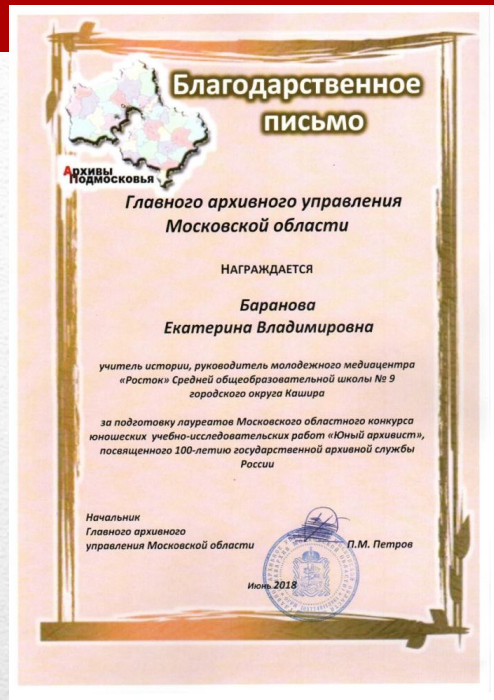 Благодарственное
письмо
Архивы
Подмосковья
Главного архивного управления
Московской области
НАГРАЖДАЕТСЯ
Баранова
Екатерина Владимировна
учитель истории, руководитель молодежного медиацентра
«Росток» Средней общеобразовательной школы № 9
городского округа Кашира
за подготовку лауреатов Московского областного конкурса
юношеских учебно-исследовательских работ «Юный архивист»,
посвященного 100-летию государственной архивной службы
России
Начальник
Главного архивного
управления Московской области
П.М. Петров
Июнь 2018